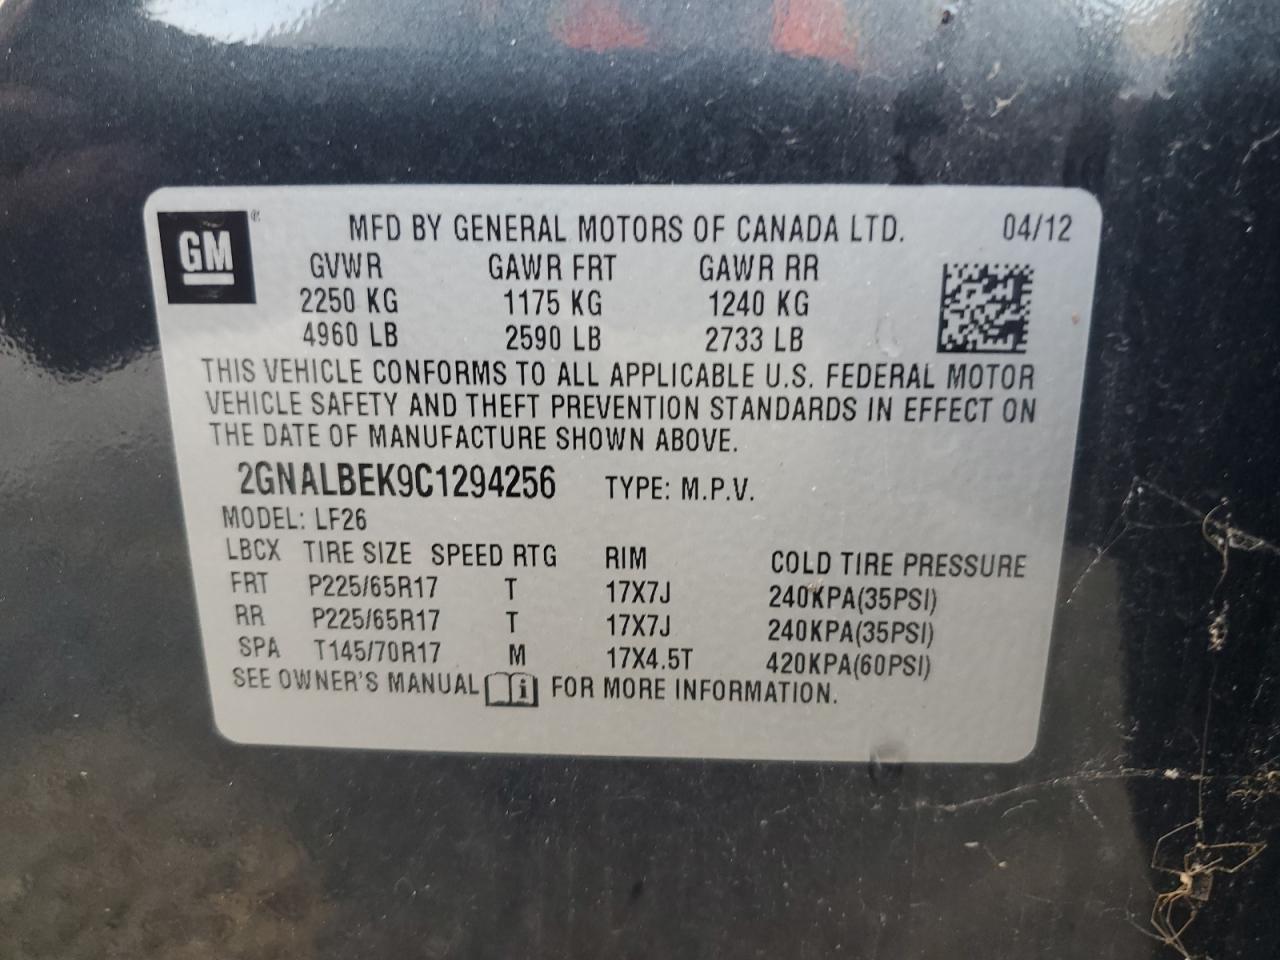 GM® MFD BY GENERAL MOTORS OF CANADA LTD. 04/12
GVWR GAWR FRT GAWR RR
2250 KG 1175 KG 1240 KG
4960 LB 2590 LB 2733 LB
THIS VEHICLE CONFORMS TO ALL APPLICABLE U.S. FEDERAL MOTOR
VEHICLE SAFETY AND THEFT PREVENTION STANDARDS IN EFFECT ON
THE DATE OF MANUFACTURE SHOWN ABOVE.
2GNALBEK9C1294256 TYPE: M.P.V.
MODEL: LF26
LBCX TIRE SIZE SPEED RTG RIM COLD TIRE PRESSURE
FRT P225/65R17 T 17X7J 240KPA(35PSI)
RR P225/65R17 T 17X7J 240KPA(35PSI)
SPA T145/70R17 M 17X4.5T 420KPA(60PSI)
SEE OWNER'S MANUAL i FOR MORE INFORMATION.